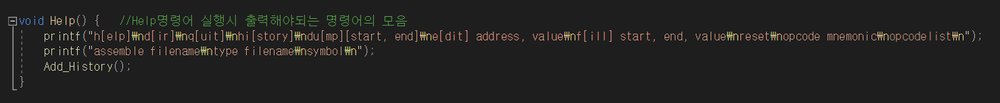 void Help() {   //Help명령어 실행시 출력해야되는 명령어의 모음
printf("h[elp]₩nd[ir]₩nq[uit]₩nhi[story]₩ndu[mp][start, end]₩ne[dit] address, value₩nf[ill] start, end, value₩nreset₩nopcode mnemonic₩nopcodelist₩n");
printf("assemble filename₩ntype filename₩nsymbol₩n");
Add_History();
}